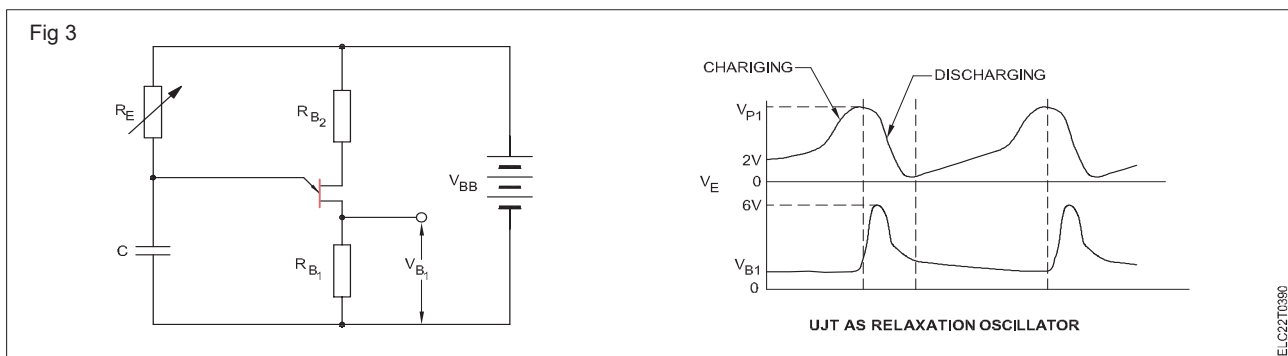 Fig 3
R_E
R_B2
V_BB
C
R_B1
V_B1
CHARIGING
DISCHARGING
V_P1
2V
V_E
0
6V
V_B1
0
UJT AS RELAXATION OSCILLATOR
ELC22T0390